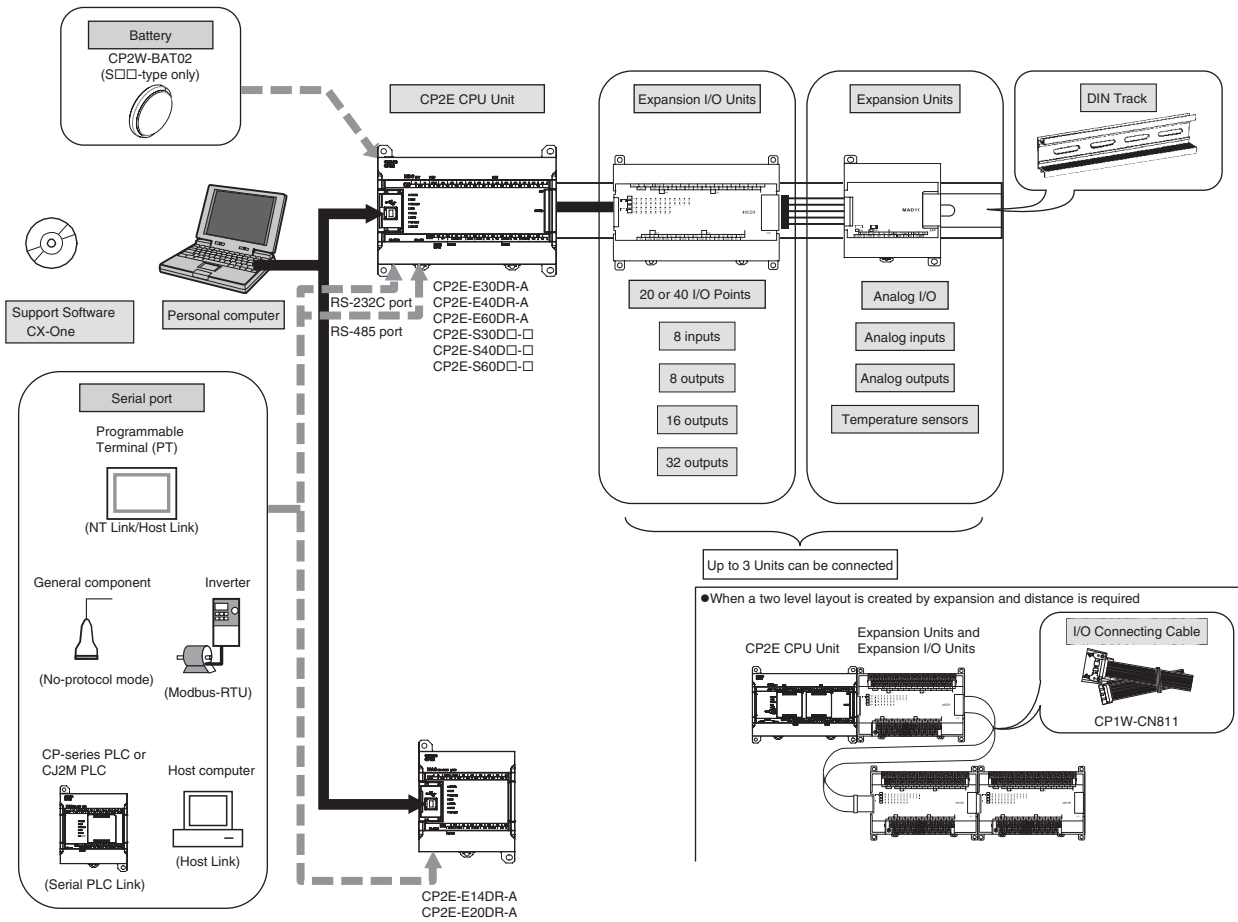 Battery
CP2W-BAT02
(S□□-type only)
CP2E CPU Unit
Expansion I/O Units
Expansion Units
DIN Track
MAD11
Support Software
CX-One
Personal computer
RS-232C port
RS-485 port
CP2E-E30DR-A
CP2E-E40DR-A
CP2E-E60DR-A
CP2E-S30D□-□
CP2E-S40D□-□
CP2E-S60D□-□
20 or 40 I/O Points
8 inputs
8 outputs
16 outputs
32 outputs
Analog I/O
Analog inputs
Analog outputs
Temperature sensors
Up to 3 Units can be connected
Serial port
Programmable
Terminal (PT)
(NT Link/Host Link)
General component
(No-protocol mode)
Inverter
(Modbus-RTU)
CP-series PLC or
CJ2M PLC
(Serial PLC Link)
Host computer
(Host Link)
CP2E-E14DR-A
CP2E-E20DR-A
●When a two level layout is created by expansion and distance is required
CP2E CPU Unit
Expansion Units and
Expansion I/O Units
I/O Connecting Cable
CP1W-CN811